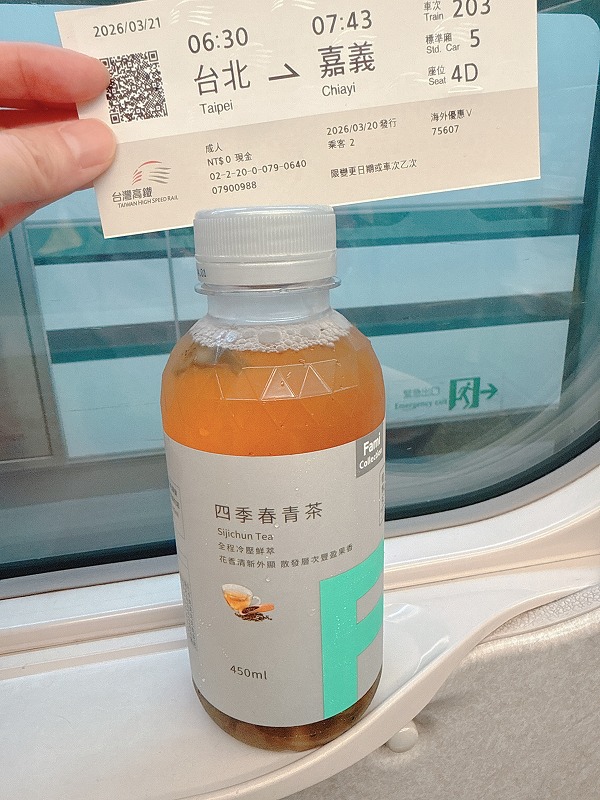 2026/03/21
06:30
07:43
台北
嘉義
Taipei
Chiayi
車次
Train 203
標準廂
Std. Car 5
座位
Seat 4D
成人
NT$ 0 現金
02-2-20-0-079-0640
07900988
2026/03/20 發行
乘客 2
限變更日期或車次乙次
海外優惠V
75607
台灣高鐵
TAIWAN HIGH SPEED RAIL
Emergency exit
Fami
Collection
四季春青茶
Sijichun Tea
全程冷壓鮮萃
花香清新外顯 散發層次豐盈果香
F
450ml